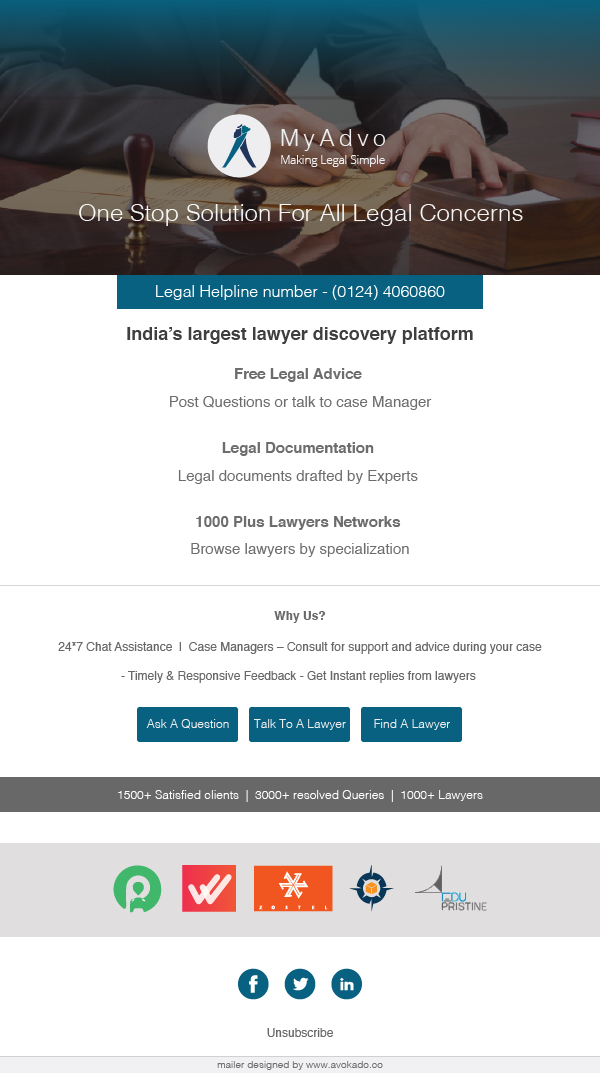 MyAdvo
Making Legal Simple
One Stop Solution For All Legal Concerns
Legal Helpline number - (0124) 4060860
India’s largest lawyer discovery platform
Free Legal Advice
Post Questions or talk to case Manager
Legal Documentation
Legal documents drafted by Experts
1000 Plus Lawyers Networks
Browse lawyers by specialization
Why Us?
24*7 Chat Assistance | Case Managers – Consult for support and advice during your case
- Timely & Responsive Feedback - Get Instant replies from lawyers
Ask A Question Talk To A Lawyer Find A Lawyer
1500+ Satisfied clients | 3000+ resolved Queries | 1000+ Lawyers
ZOSTEL
EDU
PRISTINE
Unsubscribe
mailer designed by www.avokado.co